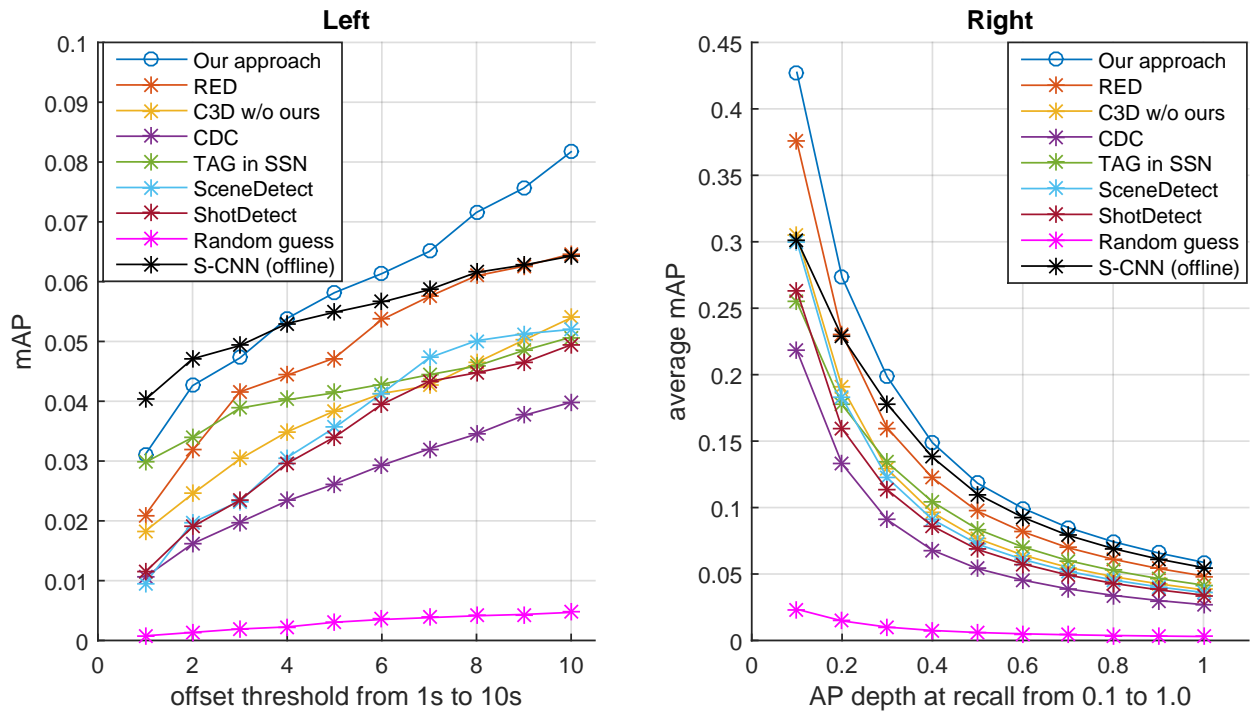 Left
0.1
0.09
0.08
0.07
0.06
0.05
0.04
0.03
0.02
0.01
0
mAP
0
2
4
6
8
10
offset threshold from 1s to 10s
Our approach
RED
C3D w/o ours
CDC
TAG in SSN
SceneDetect
ShotDetect
Random guess
S-CNN (offline)
Right
0.45
0.4
0.35
0.3
0.25
0.2
0.15
0.1
0.05
0
average mAP
0
0.2
0.4
0.6
0.8
1
AP depth at recall from 0.1 to 1.0
Our approach
RED
C3D w/o ours
CDC
TAG in SSN
SceneDetect
ShotDetect
Random guess
S-CNN (offline)